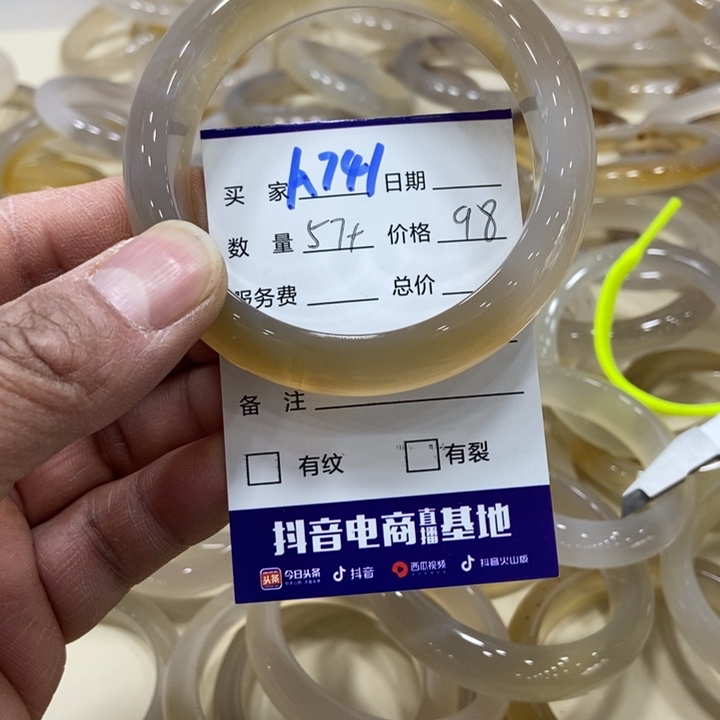 买 家 A741 日期
数 量 57+ 价格 98
服务费 总价
备 注
有纹 有裂
抖音电商直播基地
头条 今日头条 抖音 西瓜视频 抖音火山版